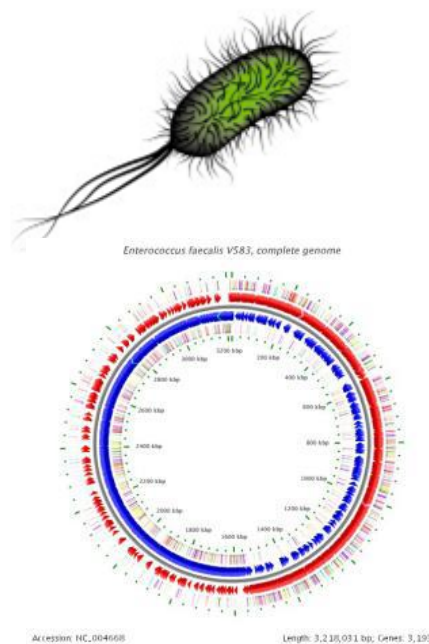 Enterococcus faecalis V583, complete genome
3200 kbp
200 kbp
400 kbp
600 kbp
800 kbp
1000 kbp
1200 kbp
1400 kbp
1600 kbp
1800 kbp
2000 kbp
2200 kbp
2400 kbp
2600 kbp
2800 kbp
3000 kbp
Accession: NC_004668
Length: 3,218,031 bp; Genes: 3,19